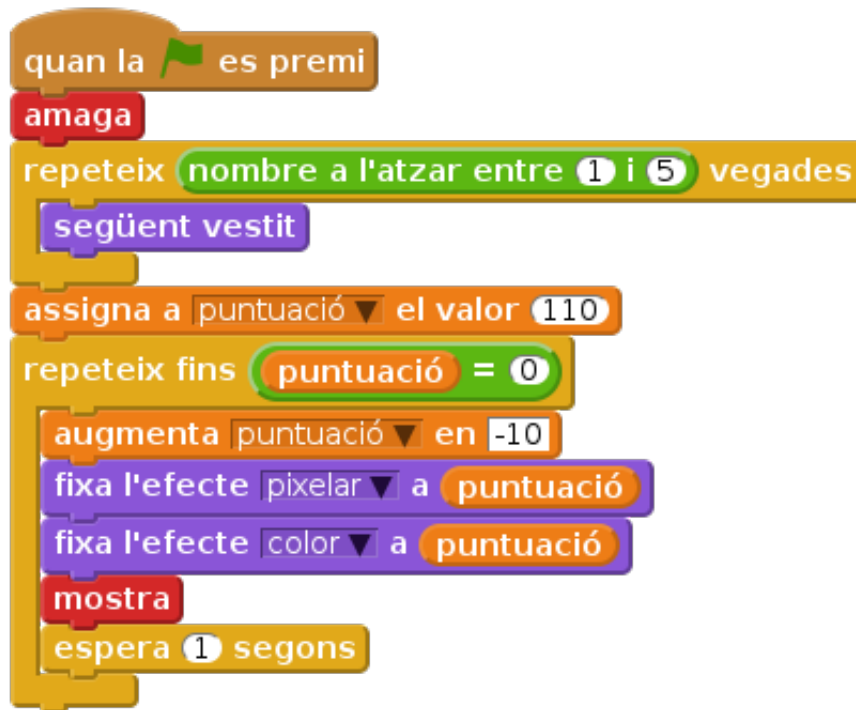 quan la es premi
amaga
repeteix nombre a l'atzar entre 1 i 5 vegades
següent vestit
assigna a puntuació el valor 110
repeteix fins puntuació = 0
augmenta puntuació en -10
fixa l'efecte pixelar a puntuació
fixa l'efecte color a puntuació
mostra
espera 1 segons